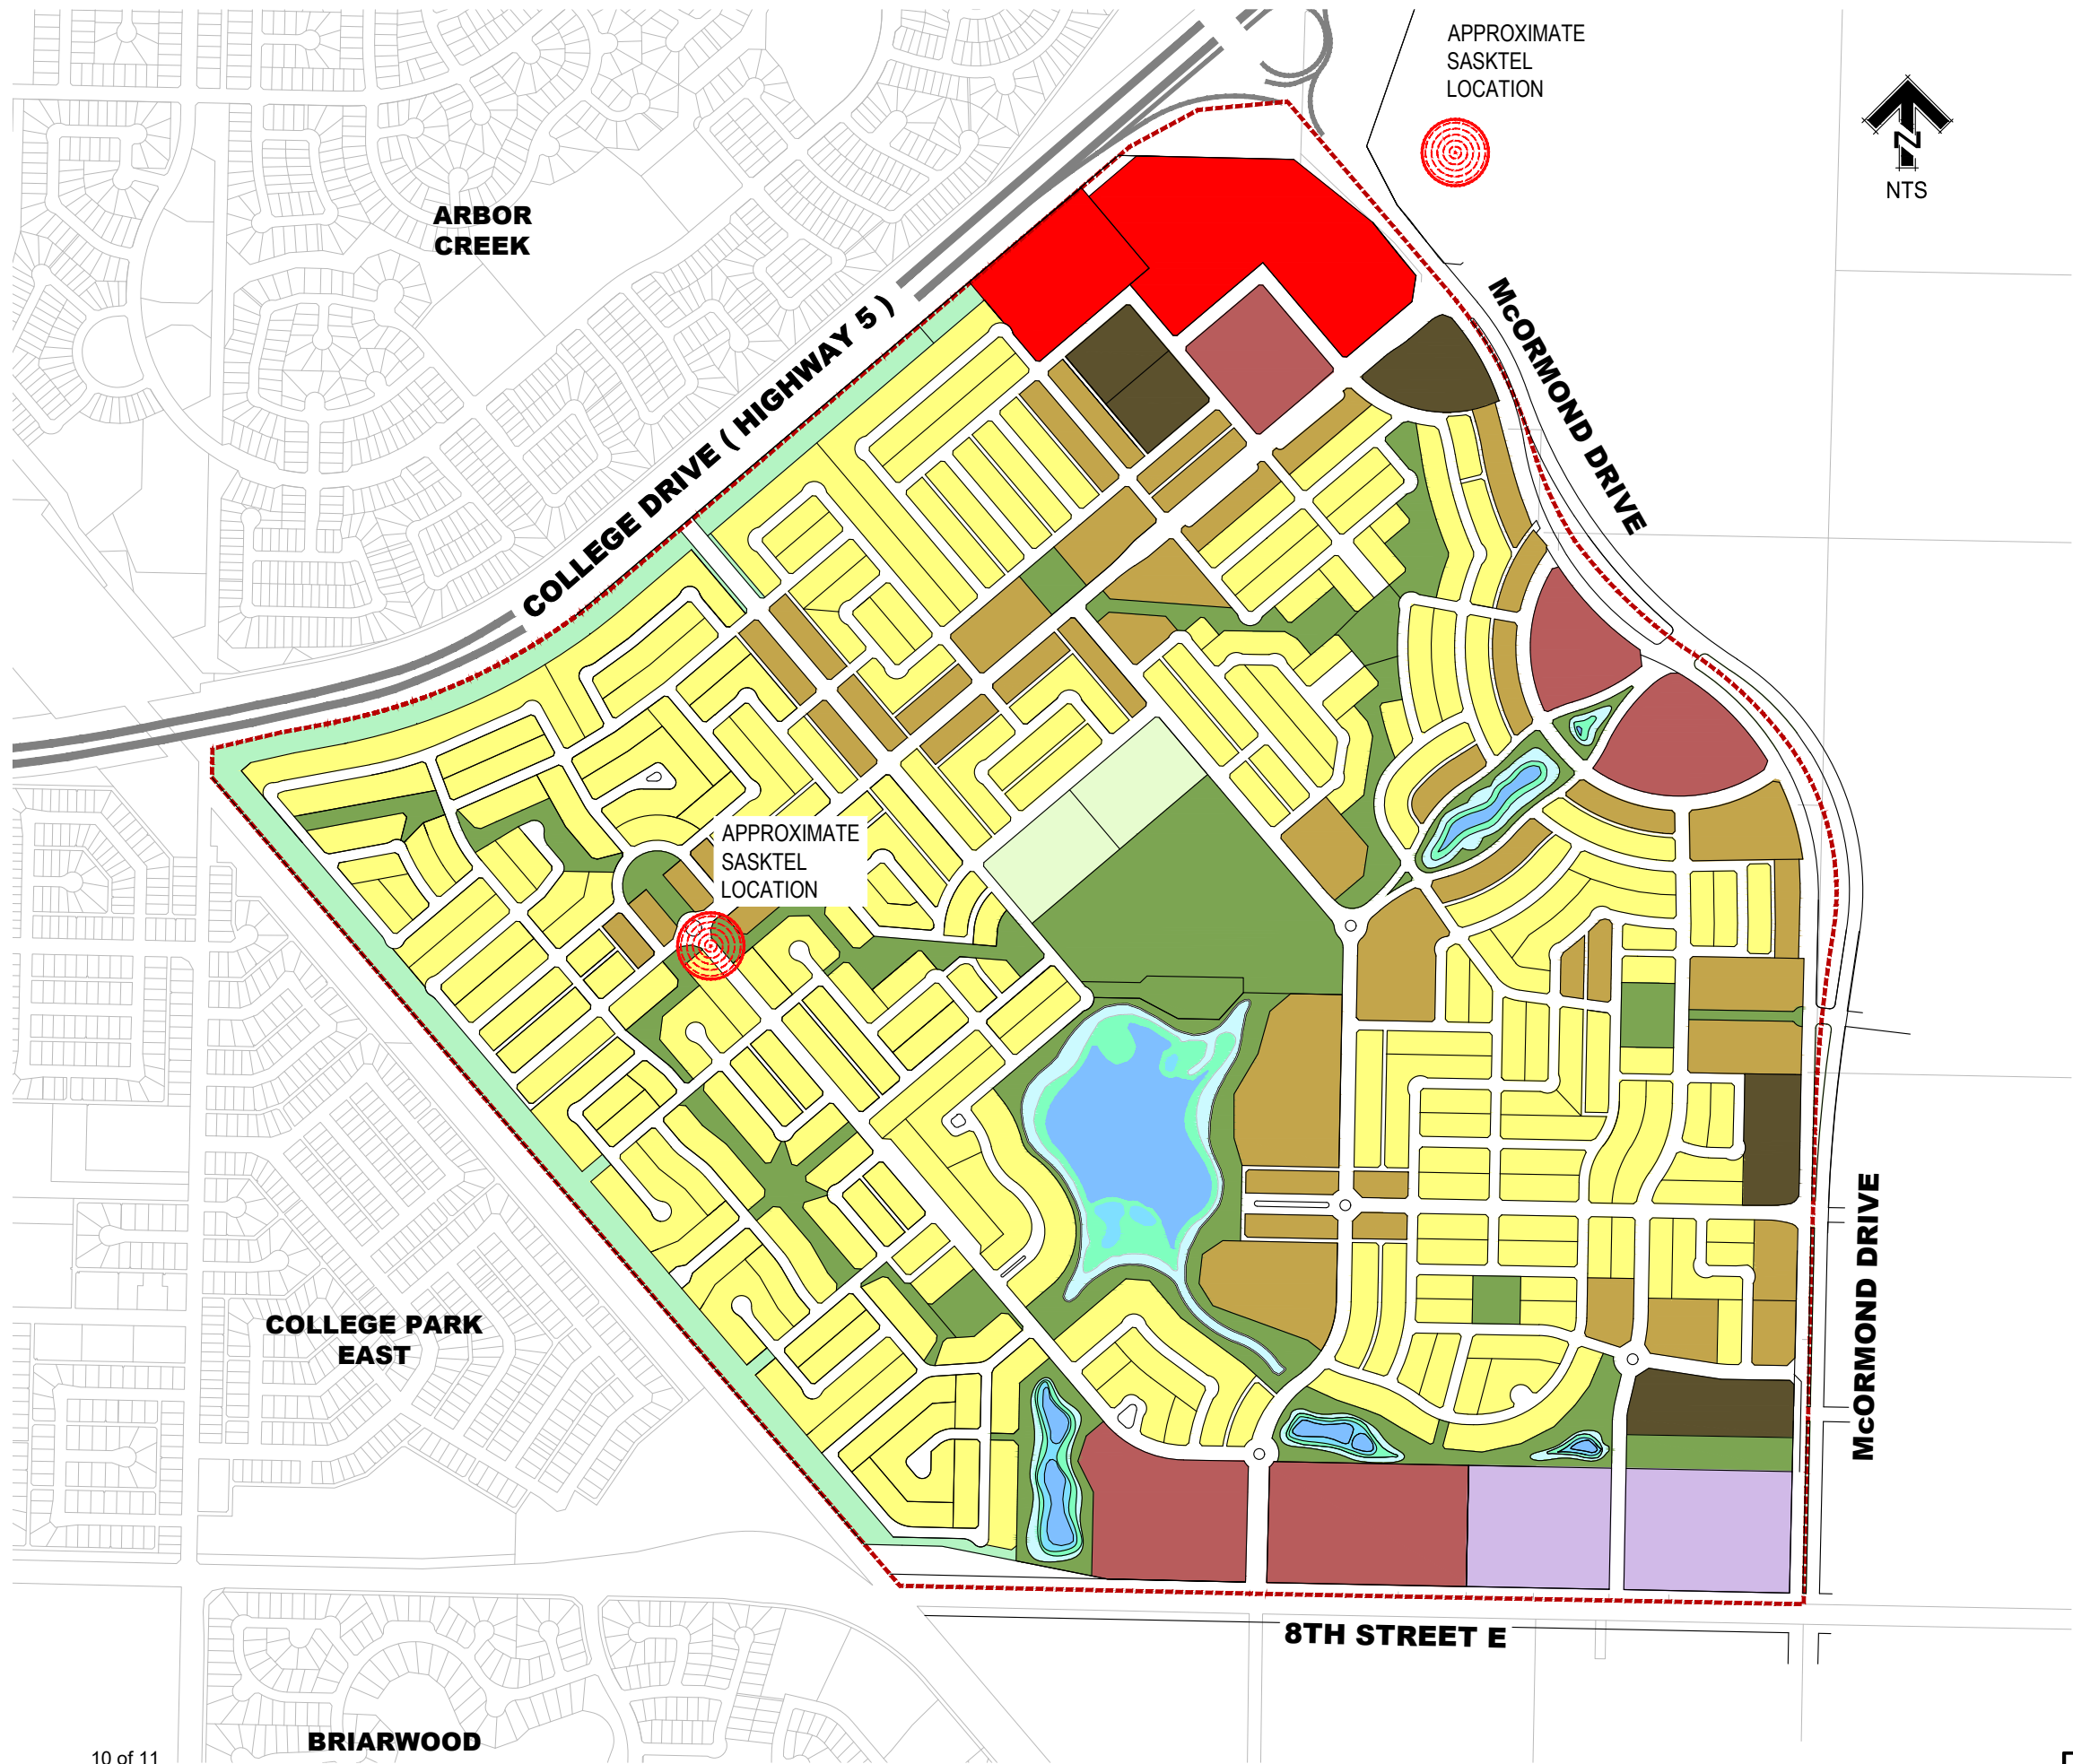 APPROXIMATE
SASKTEL
LOCATION
N
NTS
ARBOR
CREEK
COLLEGE DRIVE ( HIGHWAY 5 )
McORMOND DRIVE
APPROXIMATE
SASKTEL
LOCATION
COLLEGE PARK
EAST
McORMOND DRIVE
8TH STREET E
BRIARWOOD
10 of 11